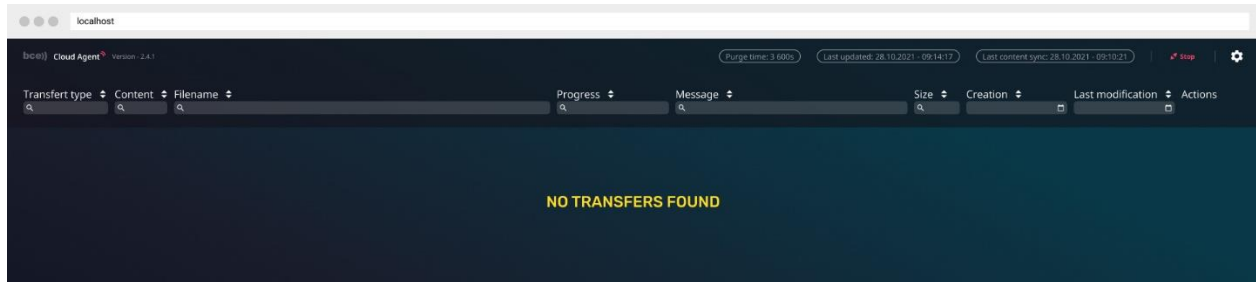 localhost
bce)) Cloud Agent Version - 2.4.1 Purge time: 3 600s Last updated: 28.10.2021 - 09:14:17 Last content sync: 28.10.2021 - 09:10:21 Stop
Transfert type Content Filename Progress Message Size Creation Last modification Actions
NO TRANSFERS FOUND